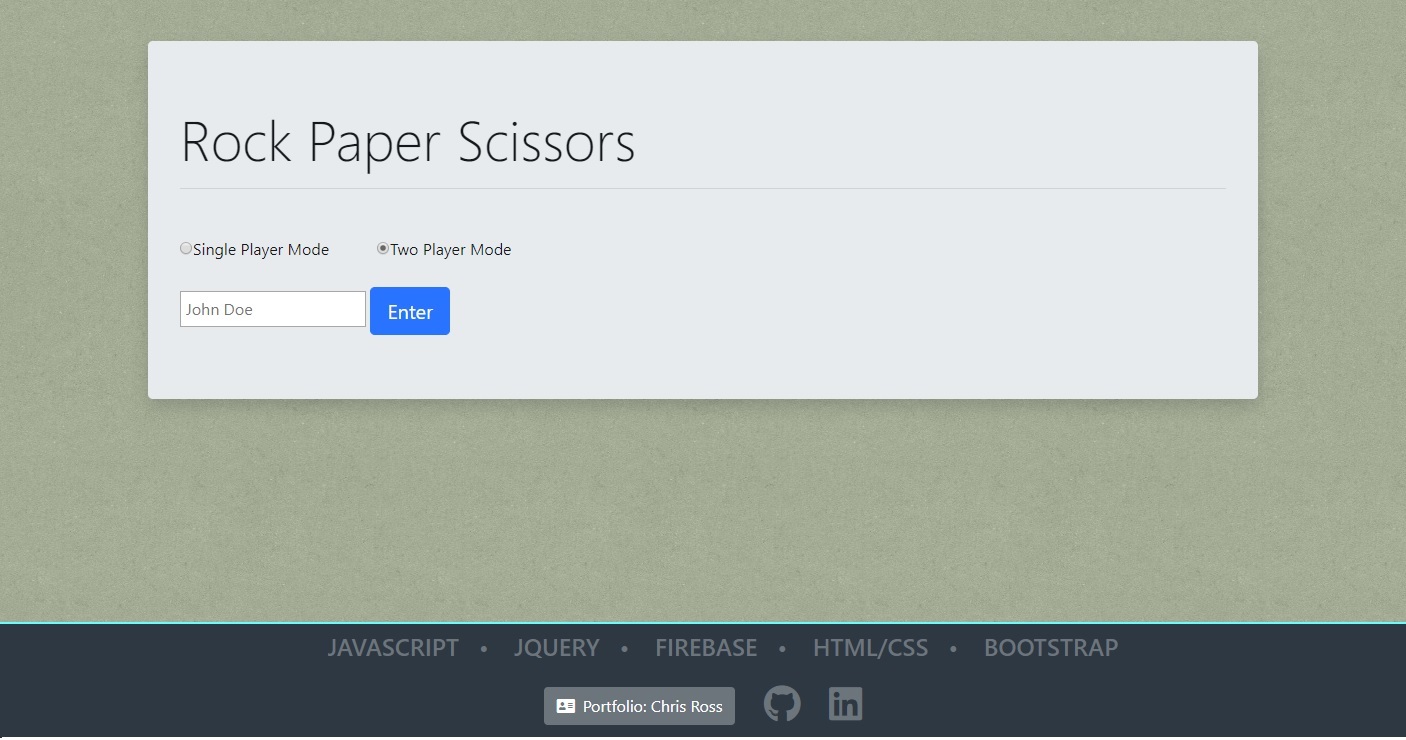 Rock Paper Scissors
Single Player Mode Two Player Mode
John Doe Enter
JAVASCRIPT • JQUERY • FIREBASE • HTML/CSS • BOOTSTRAP
Portfolio: Chris Ross in